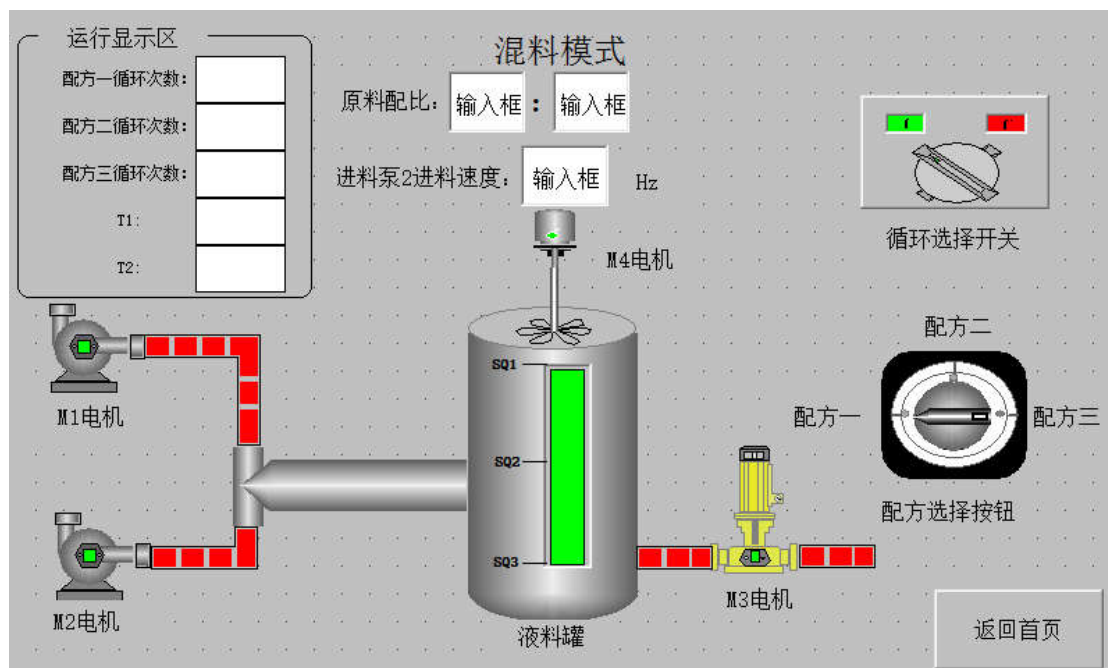 运行显示区
配方一循环次数:
配方二循环次数:
配方三循环次数:
T1:
T2:
混料模式
原料配比: 输入框 : 输入框
进料泵2进料速度: 输入框 Hz
循环选择开关
M4电机
SQ1
SQ2
SQ3
液料罐
M1电机
M2电机
M3电机
配方二
配方一
配方三
配方选择按钮
返回首页